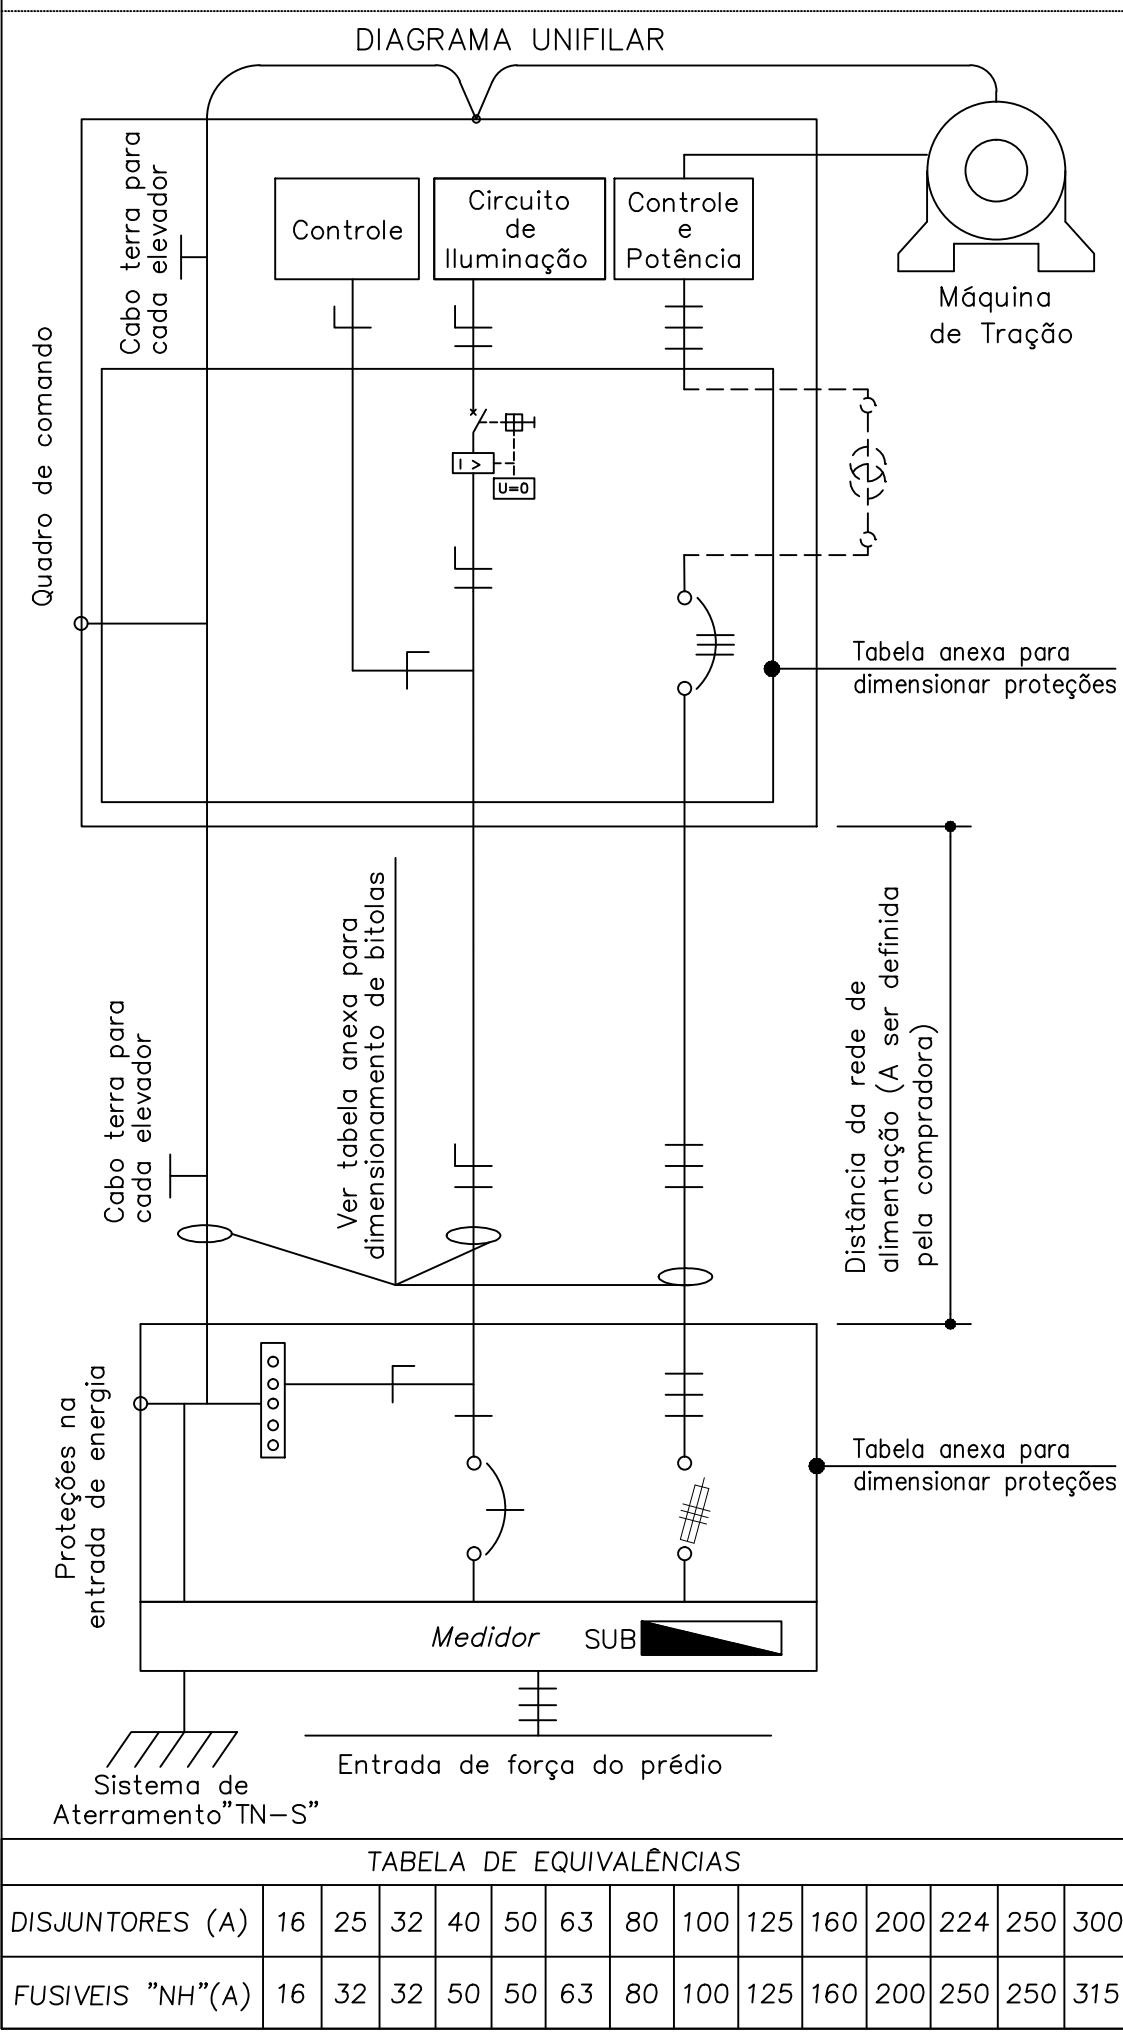 DIAGRAMA UNIFILAR
Cabo terra para
cada elevador
Controle
Circuito
de
Iluminação
Controle
e
Potência
Máquina
de Tração
Quadro de comando
I >
U=0
Tabela anexa para
dimensionar proteções
Ver tabela anexa para
dimensionamento de bitolas
Cabo terra para
cada elevador
Distância da rede de
alimentação (A ser definida
pela compradora)
Proteções na
entrada de energia
Tabela anexa para
dimensionar proteções
Medidor SUB
Entrada de força do prédio
Sistema de
Aterramento"TN-S"
TABELA DE EQUIVALÊNCIAS
DISJUNTORES (A) 16 25 32 40 50 63 80 100 125 160 200 224 250 300
FUSIVEIS "NH"(A) 16 32 32 50 50 63 80 100 125 160 200 250 250 315